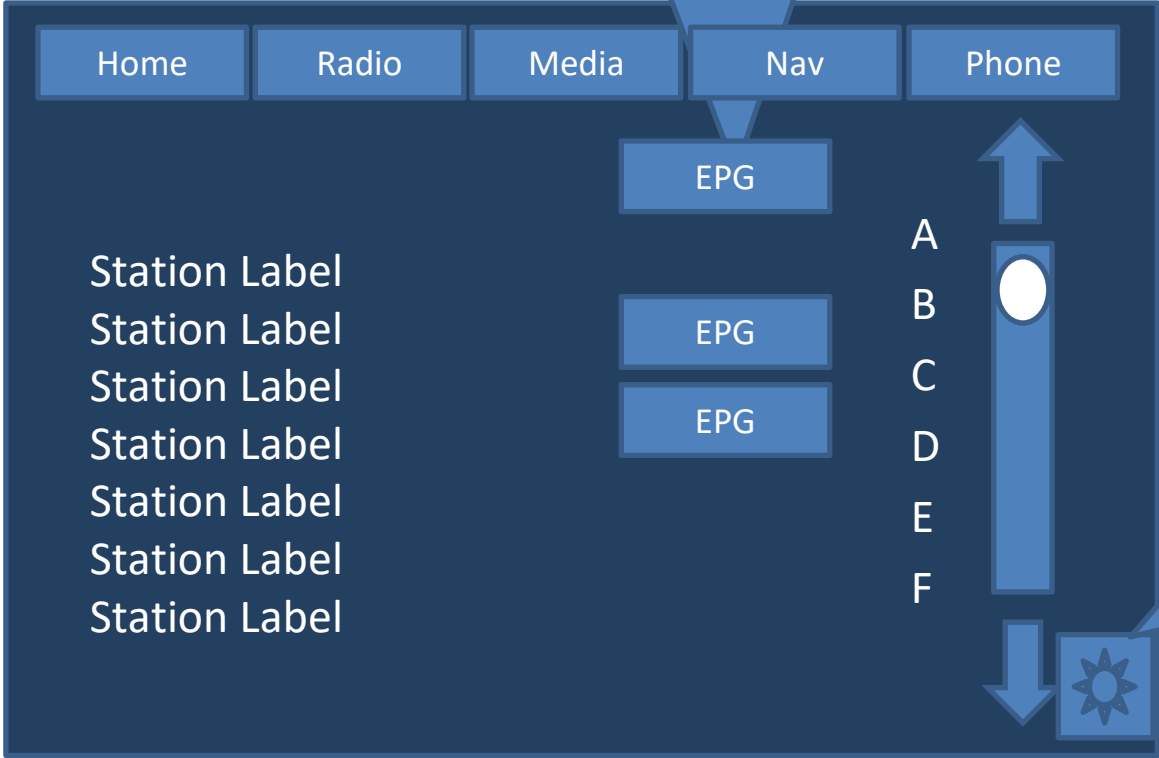 Home Radio Media Nav Phone
EPG
A
Station Label
B
Station Label
EPG
C
Station Label
EPG
Station Label
D
Station Label
E
Station Label
F
Station Label